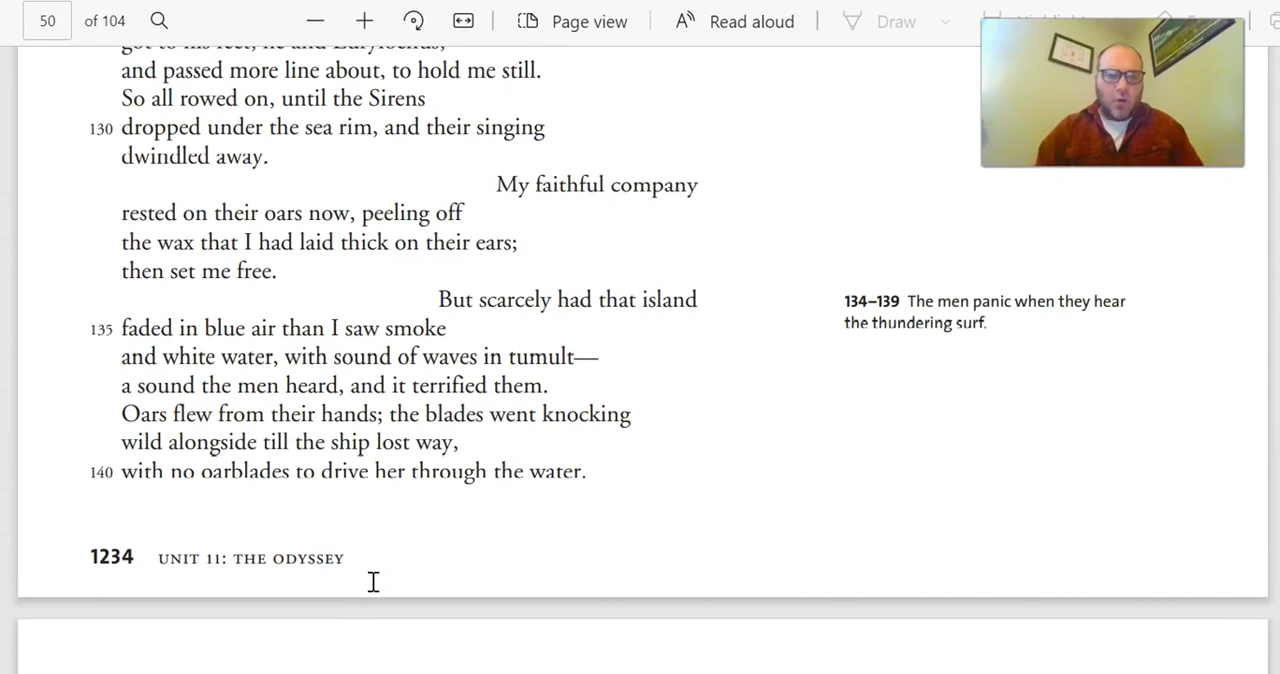 50 of 104 Page view Read aloud Draw
and passed more line about, to hold me still.
So all rowed on, until the Sirens
130 dropped under the sea rim, and their singing
dwindled away.
My faithful company
rested on their oars now, peeling off
the wax that I had laid thick on their ears;
then set me free.
But scarcely had that island
135 faded in blue air than I saw smoke
and white water, with sound of waves in tumult—
a sound the men heard, and it terrified them.
Oars flew from their hands; the blades went knocking
wild alongside till the ship lost way,
140 with no oarblades to drive her through the water.
134–139 The men panic when they hear
the thundering surf.
1234 UNIT 11: THE ODYSSEY